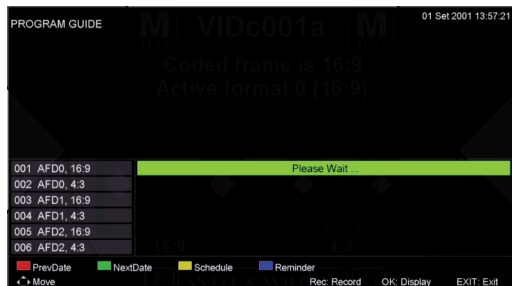 PROGRAM GUIDE
01 Set 2001 13:57:21
M VIDc001a M
Coded frame is 16:9
Active format 0 (16:9)
001 AFD0, 16:9
Please Wait ...
002 AFD0, 4:3
003 AFD1, 16:9
004 AFD1, 4:3
005 AFD2, 16:9
006 AFD2, 4:3
16:9
4:3
PrevDate
NextDate
Schedule
Reminder
Move
Rec: Record
OK: Display
EXIT: Exit